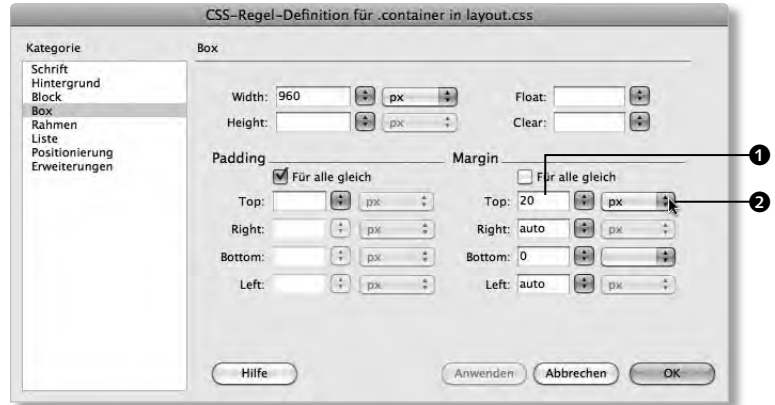 CSS-Regel-Definition für .container in layout.css
Kategorie
Box
Schrift
Hintergrund
Block
Box
Rahmen
Liste
Positionierung
Erweiterungen
Width: 960 px
Float:
Height: px
Clear:
Padding
Margin
Für alle gleich
Für alle gleich
Top: px
Top: 20 px
Right: px
Right: auto px
Bottom: px
Bottom: 0
Left: px
Left: auto px
Hilfe
Anwenden
Abbrechen
OK
❶
❷